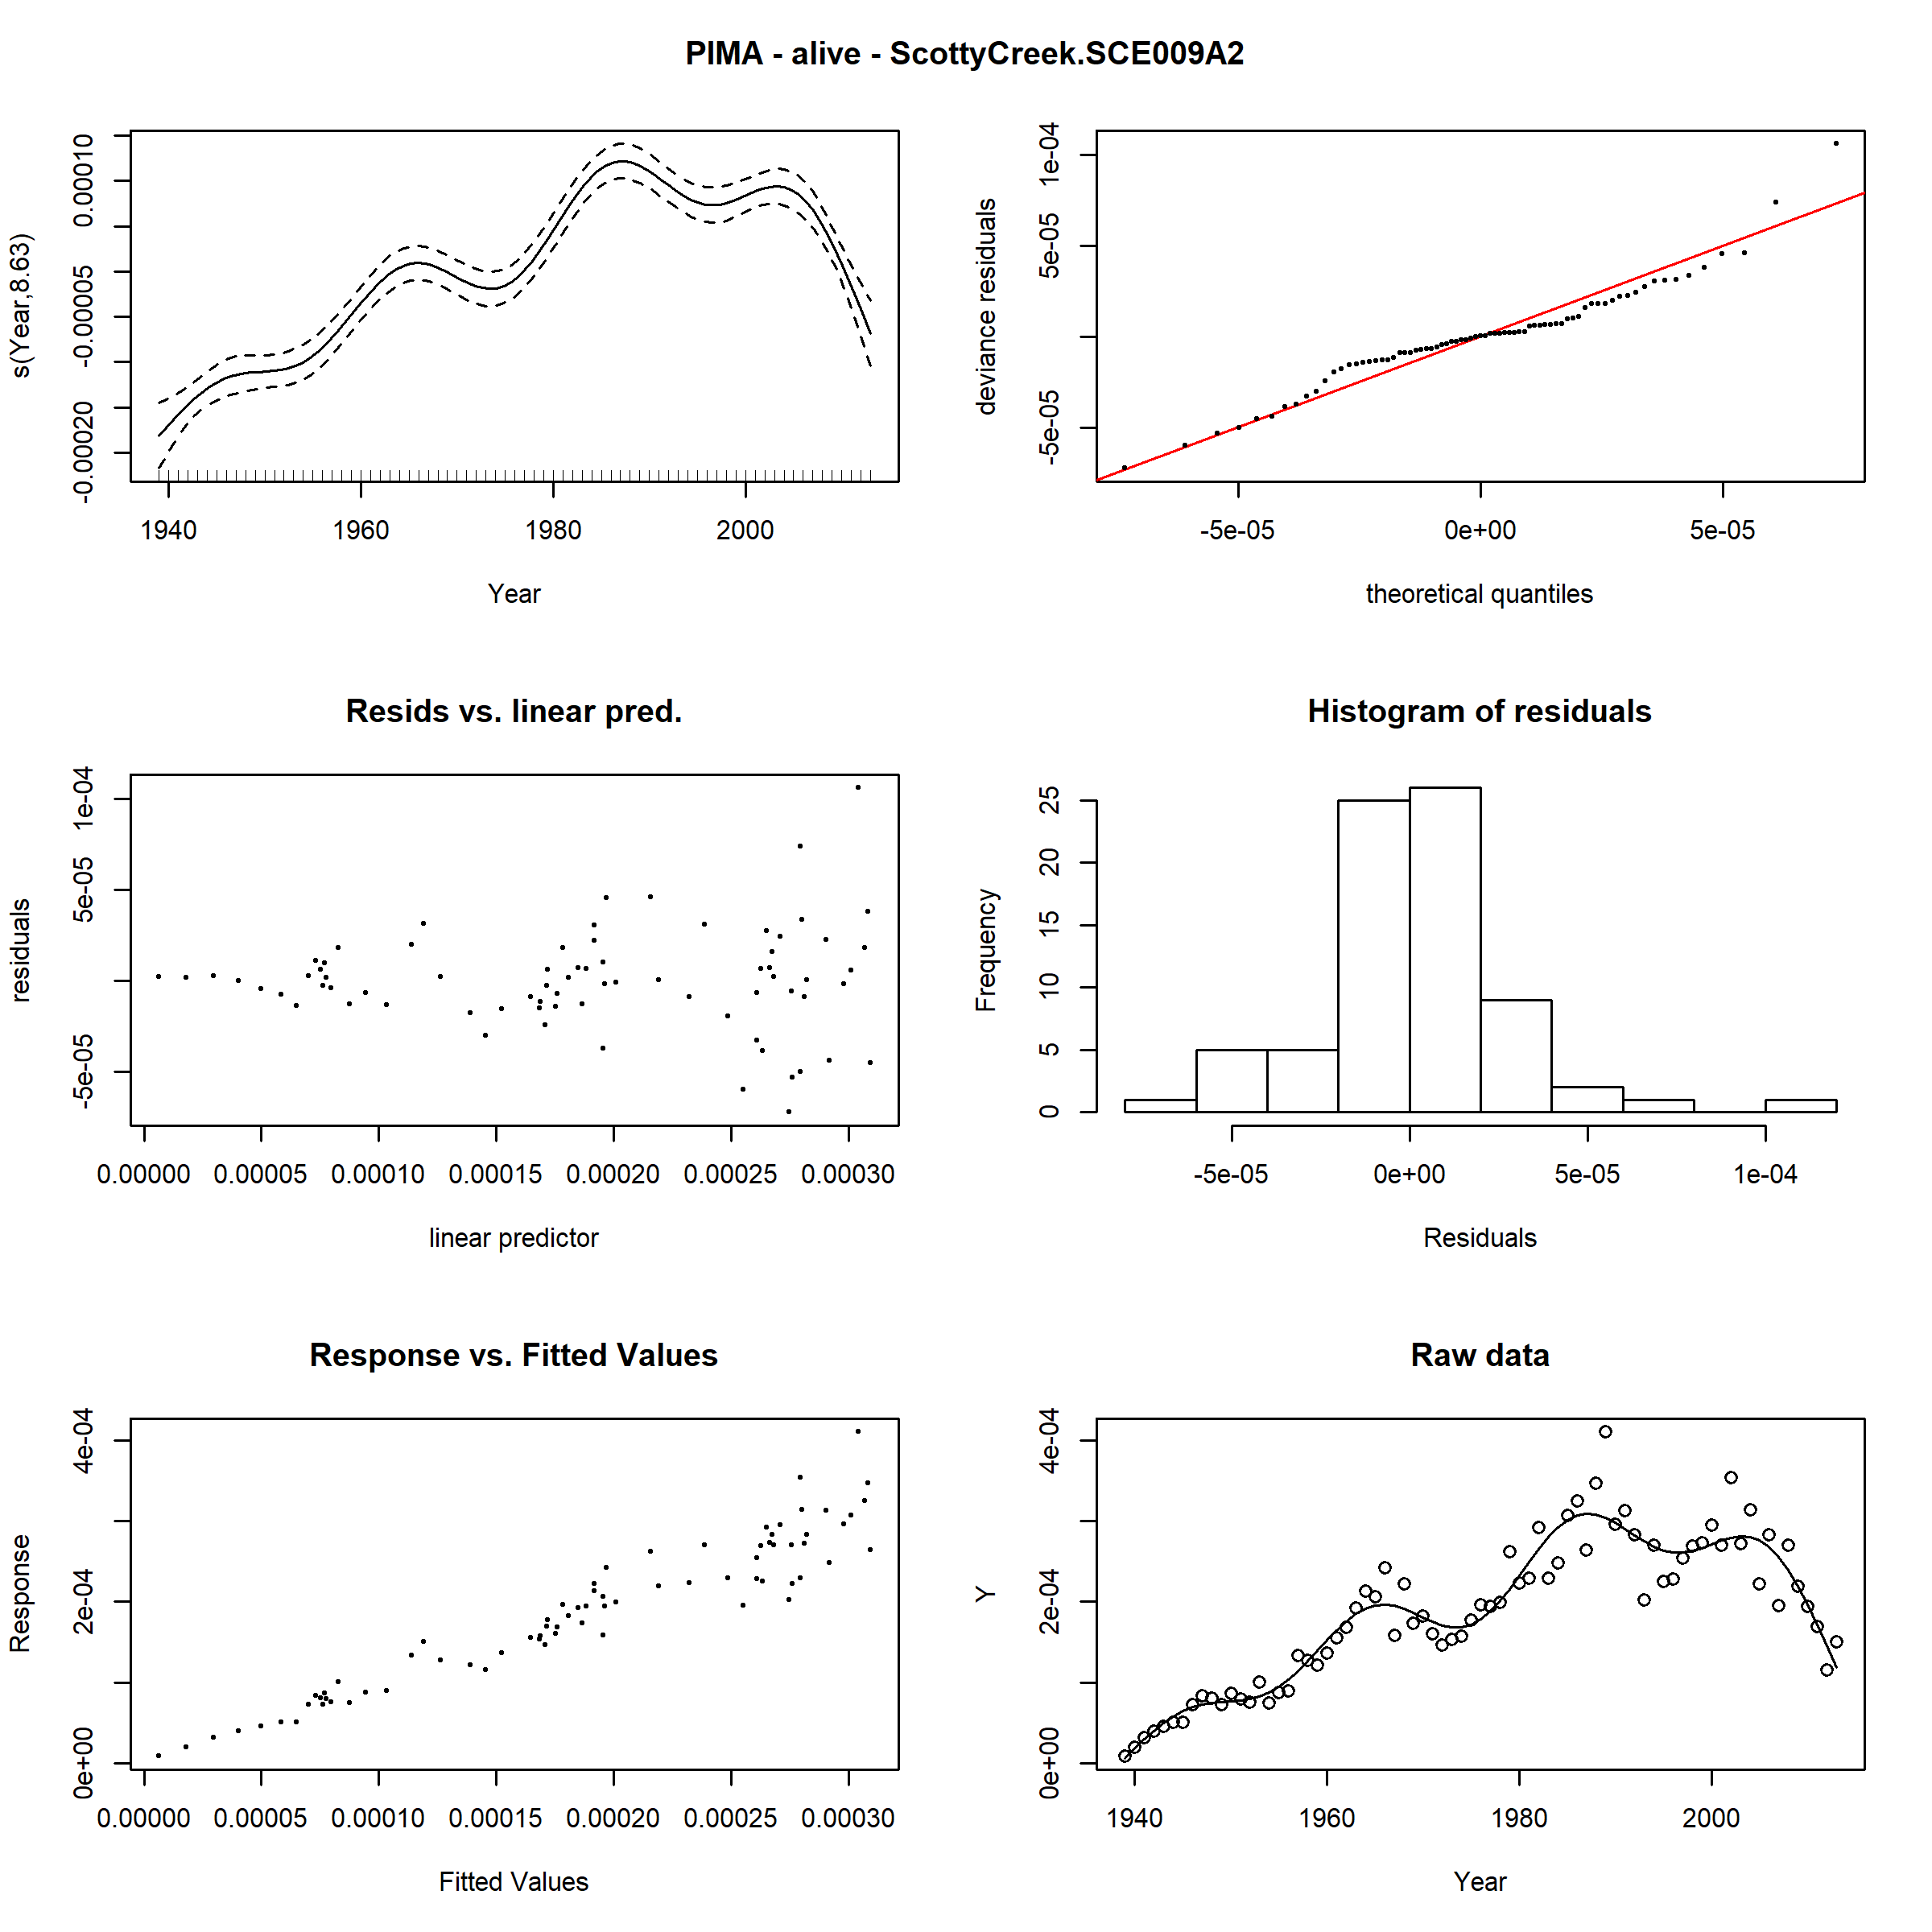 PIMA - alive - ScottyCreek.SCE009A2
s(Year,8.63)
-0.00020 -0.00005 0.00010
1940 1960 1980 2000
Year
deviance residuals
-5e-05 5e-05 1e-04
-5e-05 0e+00 5e-05
theoretical quantiles
Resids vs. linear pred.
residuals
-5e-05 5e-05 1e-04
0.00000 0.00005 0.00010 0.00015 0.00020 0.00025 0.00030
linear predictor
Histogram of residuals
Frequency
0 5 10 15 20 25
-5e-05 0e+00 5e-05 1e-04
Residuals
Response vs. Fitted Values
Response
0e+00 2e-04 4e-04
0.00000 0.00005 0.00010 0.00015 0.00020 0.00025 0.00030
Fitted Values
Raw data
Y
0e+00 2e-04 4e-04
1940 1960 1980 2000
Year